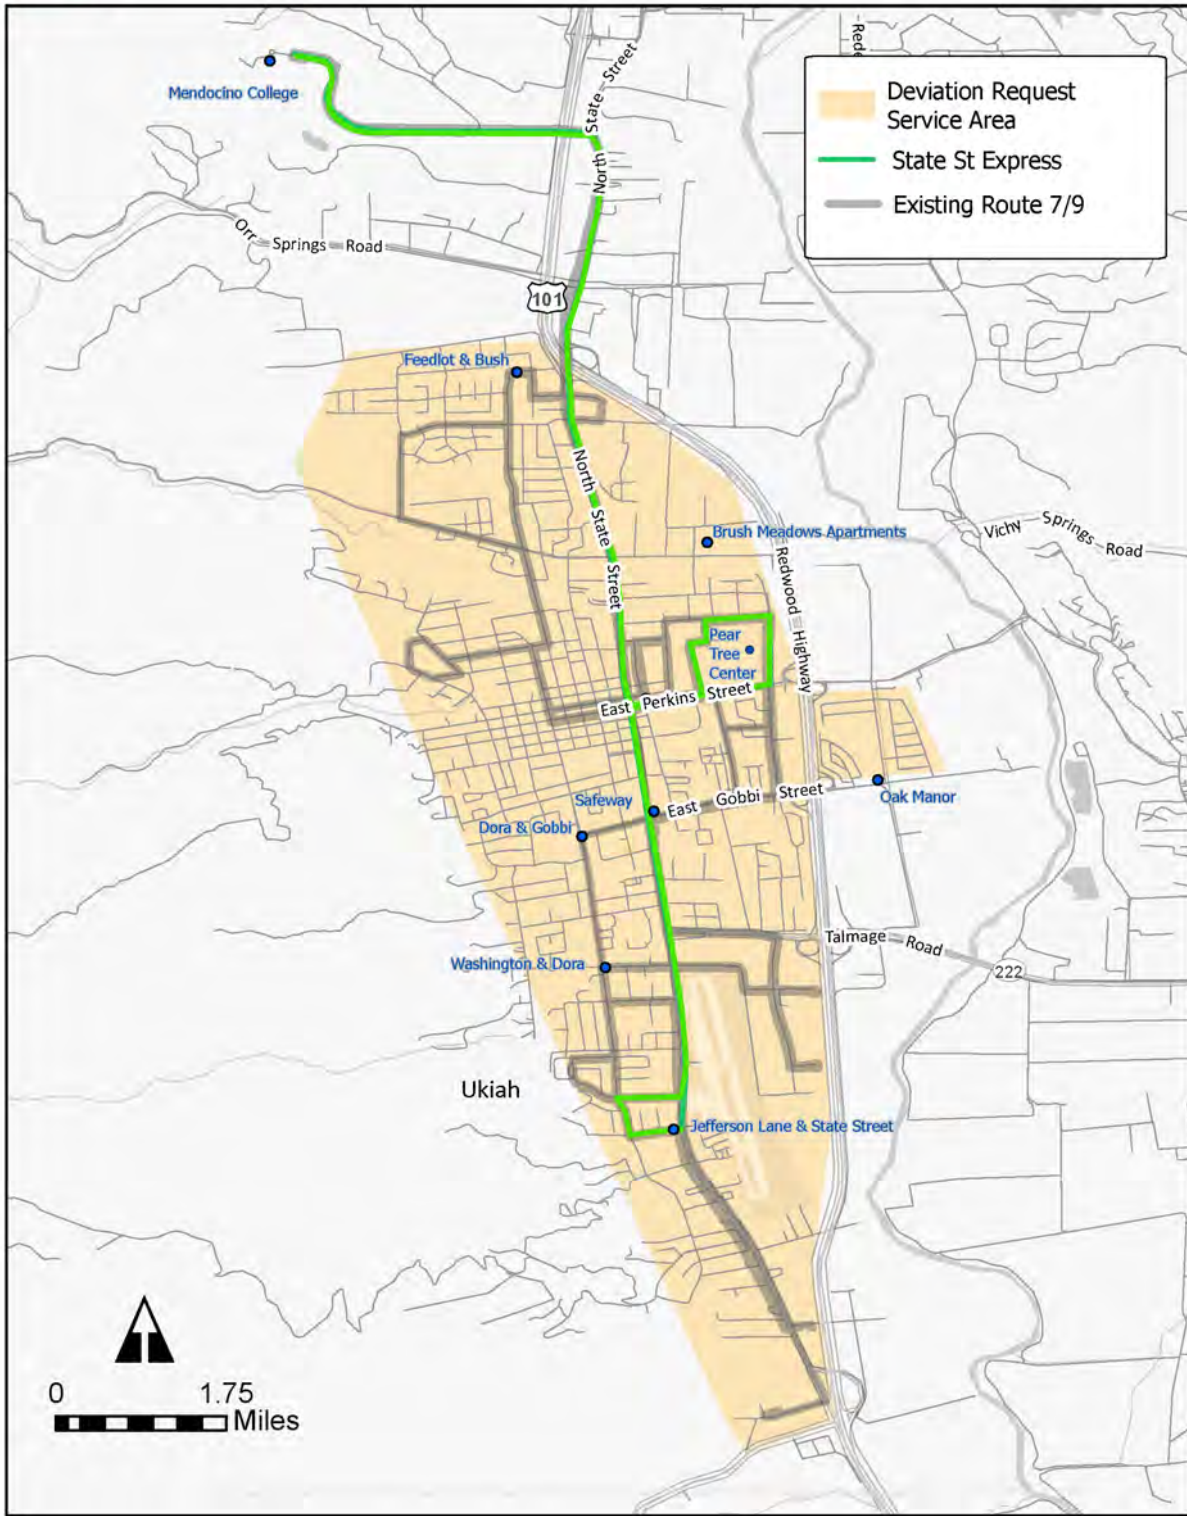 Mendocino College
North
State
Street
Rede
Deviation Request
Service Area
State St Express
Existing Route 7/9
Orr Springs Road
101
Feedlot & Bush
North State Street
Brush Meadows Apartments
Vichy Springs Road
Redwood Highway
Pear
Tree
Center
East Perkins Street
Safeway
East Gobbi Street
Oak Manor
Dora & Gobbi
Talmage Road
222
Washington & Dora
Ukiah
Jefferson Lane & State Street
0 1.75
Miles